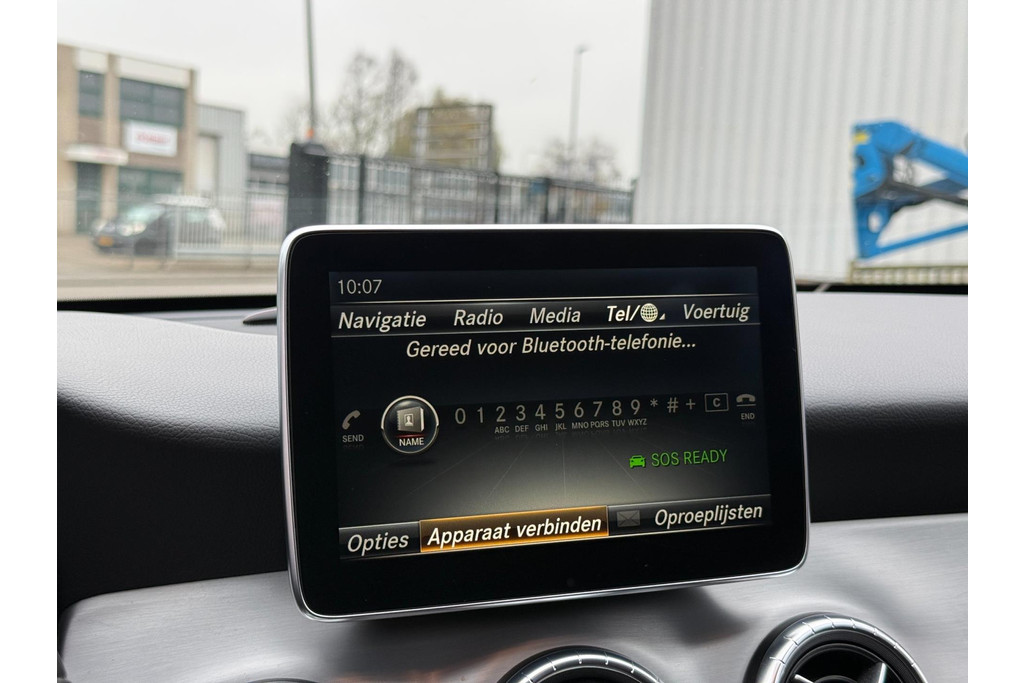 10:07
Navigatie Radio Media Tel/ Voertuig
Gereed voor Bluetooth-telefonie...
SEND NAME 0 1 2 3 4 5 6 7 8 9 * # + C END
ABC DEF GHI JKL MNO PQRS TUV WXYZ
SOS READY
Opties Apparaat verbinden Oproeplijsten